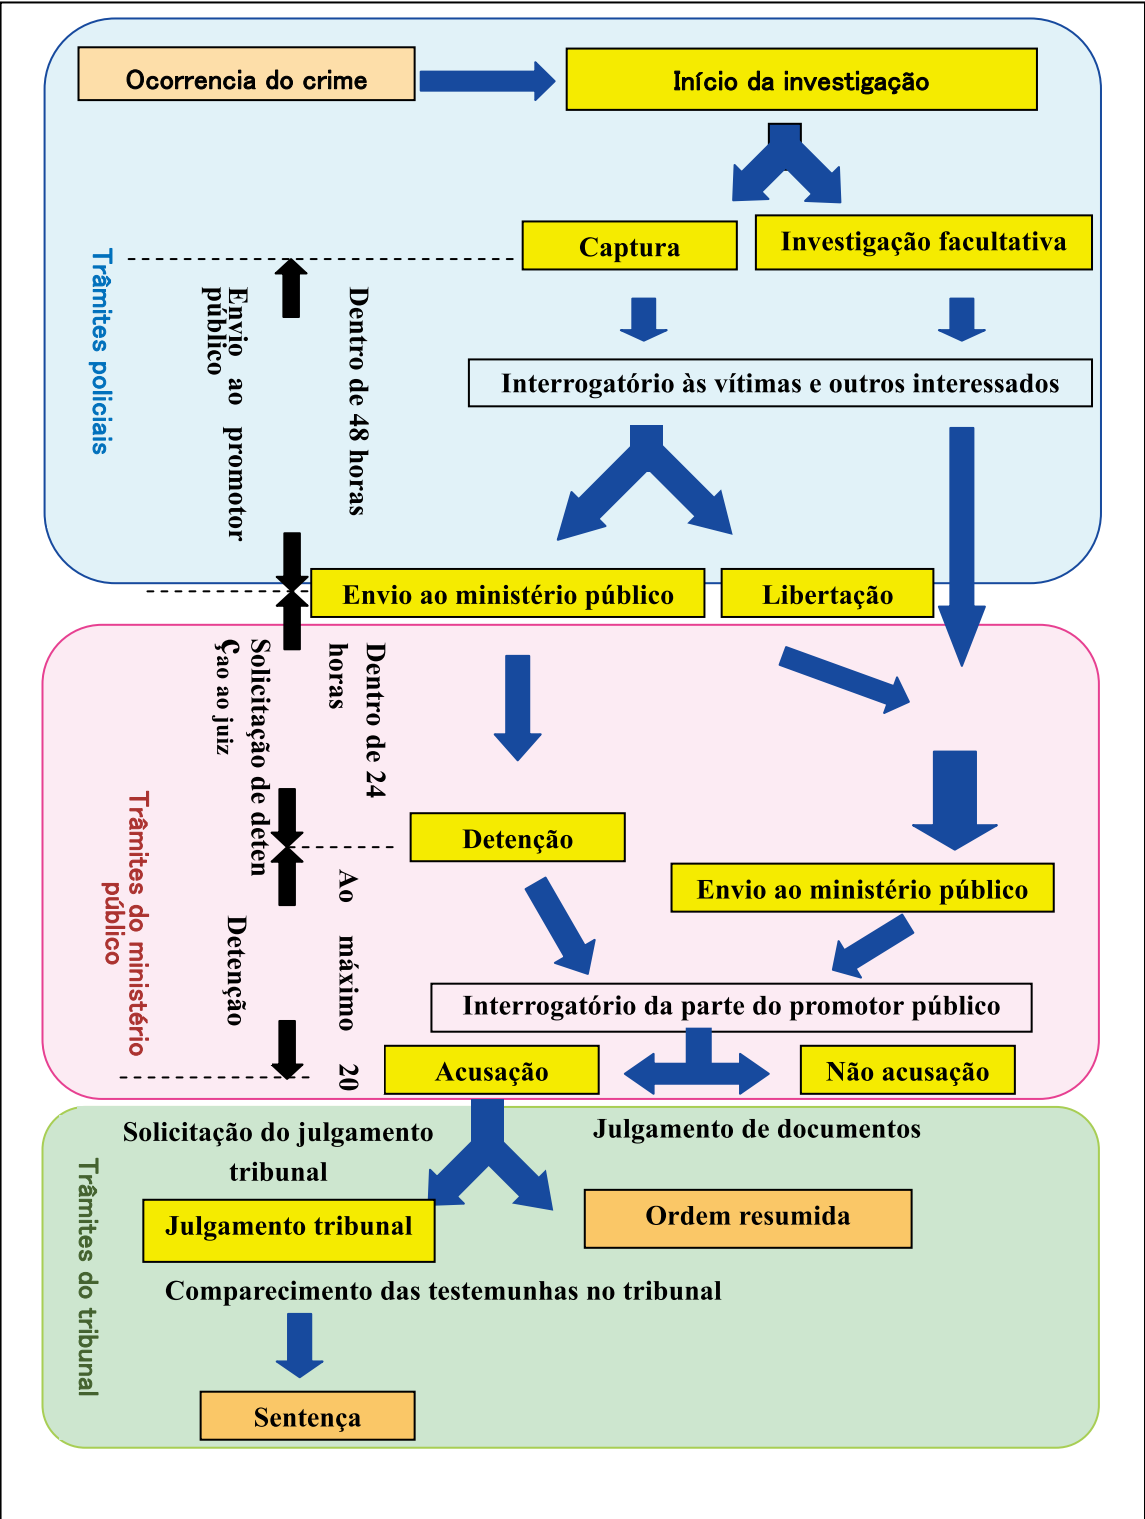 Ocorrencia do crime
Início da investigação
Captura
Investigação facultativa
Trâmites policiais
Envio ao promotor
público
Dentro de 48 horas
Interrogatório às vítimas e outros interessados
Envio ao ministério público
Libertação
Trâmites do ministério
público
Solicitação de deten
çao ao juiz
Dentro de 24
horas
Detenção
Envio ao ministério público
Detenção
Ao máximo 20
Interrogatório da parte do promotor público
Acusação
Não acusação
Trâmites do tribunal
Solicitação do julgamento
tribunal
Julgamento de documentos
Julgamento tribunal
Ordem resumida
Comparecimento das testemunhas no tribunal
Sentença